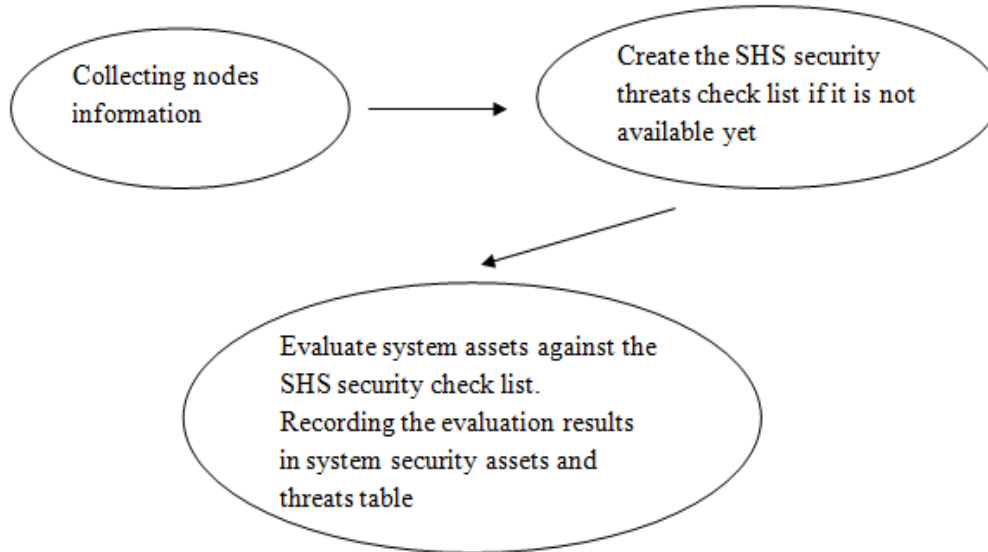 Collecting nodes
information
Create the SHS security
threats check list if it is not
available yet
Evaluate system assets against the
SHS security check list.
Recording the evaluation results
in system security assets and
threats table